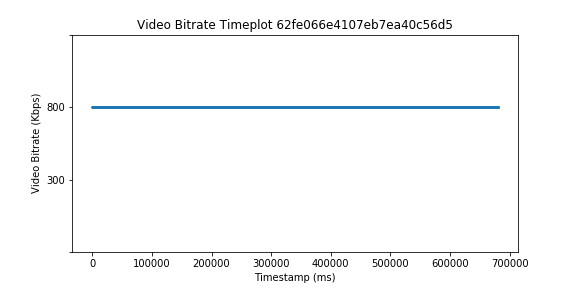 Video Bitrate Timeplot 62fe066e4107eb7ea40c56d5
Video Bitrate (Kbps)
800
300
0 100000 200000 300000 400000 500000 600000 700000
Timestamp (ms)